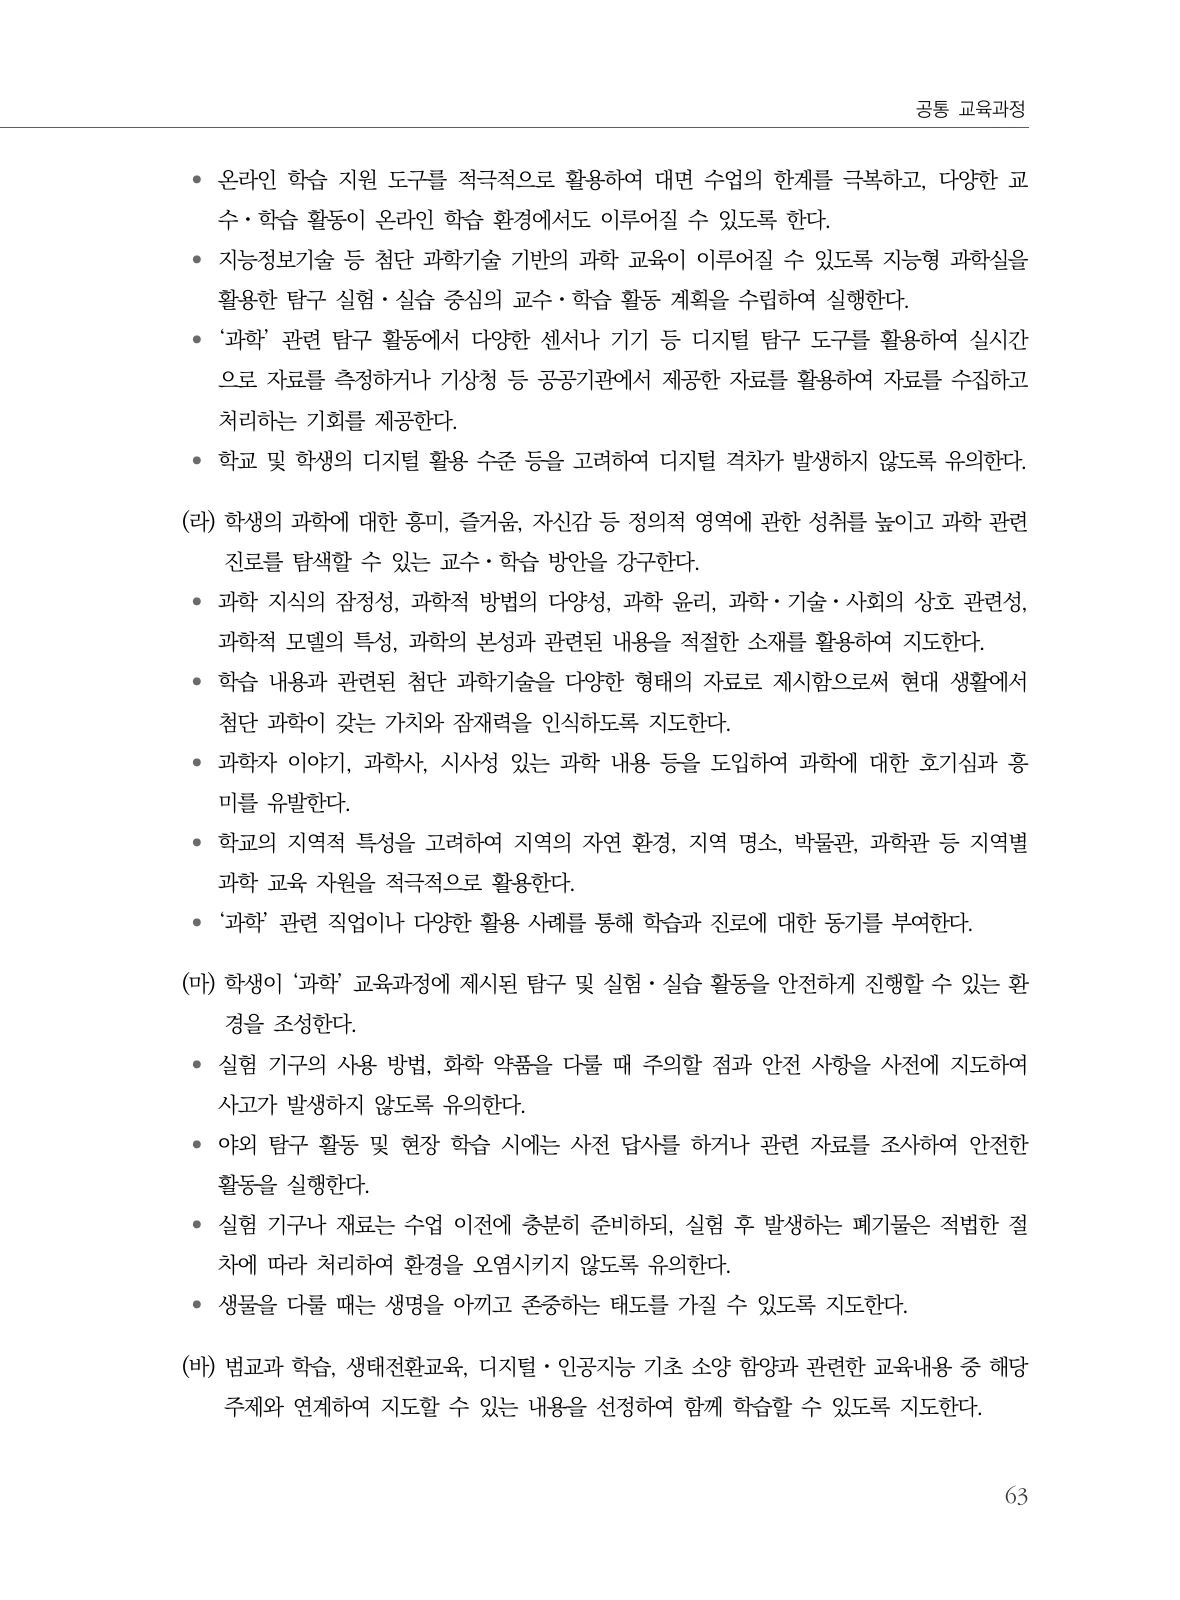 공통 교육과정
• 온라인 학습 지원 도구를 적극적으로 활용하여 대면 수업의 한계를 극복하고, 다양한 교
수・학습 활동이 온라인 학습 환경에서도 이루어질 수 있도록 한다.
• 지능정보기술 등 첨단 과학기술 기반의 과학 교육이 이루어질 수 있도록 지능형 과학실을
활용한 탐구 실험・실습 중심의 교수・학습 활동 계획을 수립하여 실행한다.
• ‘과학’ 관련 탐구 활동에서 다양한 센서나 기기 등 디지털 탐구 도구를 활용하여 실시간
으로 자료를 측정하거나 기상청 등 공공기관에서 제공한 자료를 활용하여 자료를 수집하고
처리하는 기회를 제공한다.
• 학교 및 학생의 디지털 활용 수준 등을 고려하여 디지털 격차가 발생하지 않도록 유의한다.
(라) 학생의 과학에 대한 흥미, 즐거움, 자신감 등 정의적 영역에 관한 성취를 높이고 과학 관련
진로를 탐색할 수 있는 교수・학습 방안을 강구한다.
• 과학 지식의 잠정성, 과학적 방법의 다양성, 과학 윤리, 과학・기술・사회의 상호 관련성,
과학적 모델의 특성, 과학의 본성과 관련된 내용을 적절한 소재를 활용하여 지도한다.
• 학습 내용과 관련된 첨단 과학기술을 다양한 형태의 자료로 제시함으로써 현대 생활에서
첨단 과학이 갖는 가치와 잠재력을 인식하도록 지도한다.
• 과학자 이야기, 과학사, 시사성 있는 과학 내용 등을 도입하여 과학에 대한 호기심과 흥
미를 유발한다.
• 학교의 지역적 특성을 고려하여 지역의 자연 환경, 지역 명소, 박물관, 과학관 등 지역별
과학 교육 자원을 적극적으로 활용한다.
• ‘과학’ 관련 직업이나 다양한 활용 사례를 통해 학습과 진로에 대한 동기를 부여한다.
(마) 학생이 ‘과학’ 교육과정에 제시된 탐구 및 실험・실습 활동을 안전하게 진행할 수 있는 환
경을 조성한다.
• 실험 기구의 사용 방법, 화학 약품을 다룰 때 주의할 점과 안전 사항을 사전에 지도하여
사고가 발생하지 않도록 유의한다.
• 야외 탐구 활동 및 현장 학습 시에는 사전 답사를 하거나 관련 자료를 조사하여 안전한
활동을 실행한다.
• 실험 기구나 재료는 수업 이전에 충분히 준비하되, 실험 후 발생하는 폐기물은 적법한 절
차에 따라 처리하여 환경을 오염시키지 않도록 유의한다.
• 생물을 다룰 때는 생명을 아끼고 존중하는 태도를 가질 수 있도록 지도한다.
(바) 범교과 학습, 생태전환교육, 디지털・인공지능 기초 소양 함양과 관련한 교육내용 중 해당
주제와 연계하여 지도할 수 있는 내용을 선정하여 함께 학습할 수 있도록 지도한다.
63